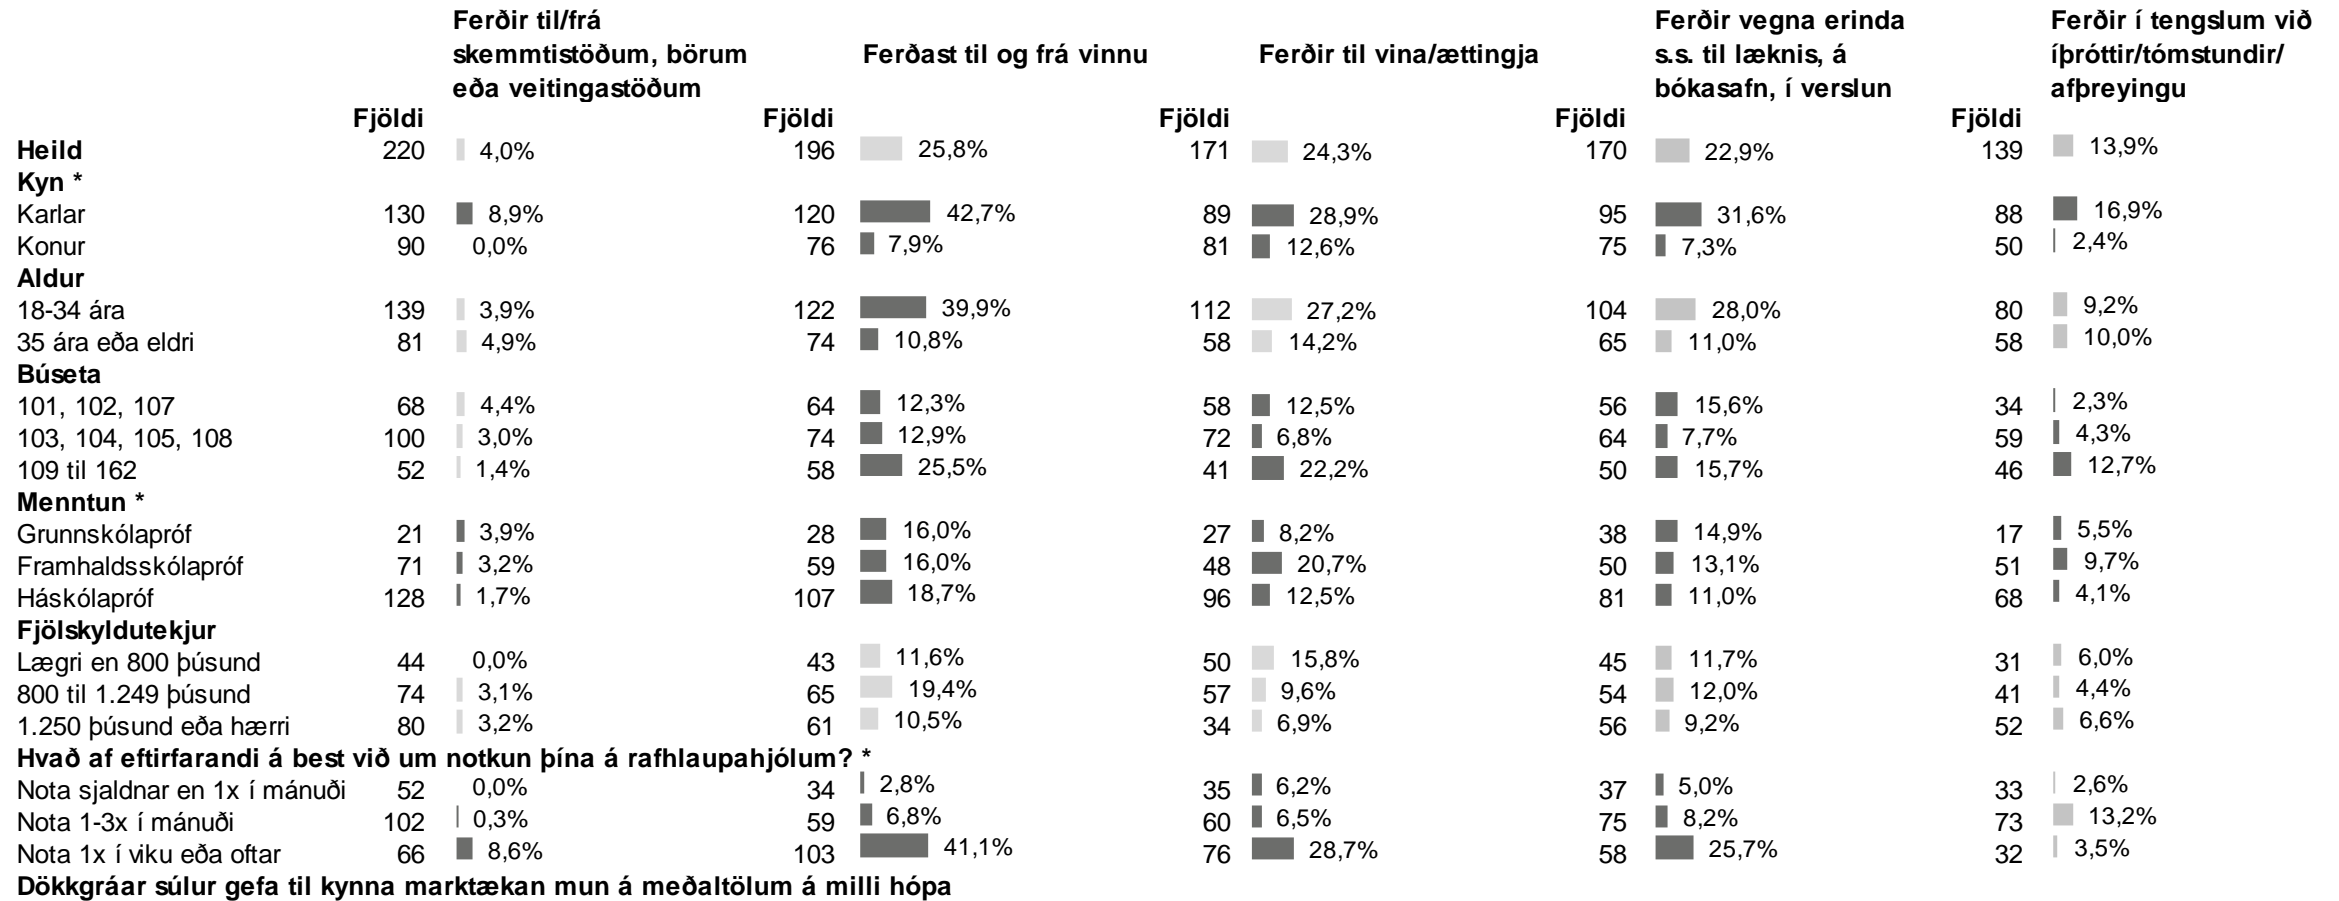 Ferðir til/frá Ferðir vegna erinda Ferðir í tengslum við
skemmtistöðum, börum Ferðast til og frá vinnu Ferðir til vina/ættingja s.s. til læknis, á íþróttir/tómstundir/
eða veitingastöðum bókasafn, í verslun afþreyingu
Fjöldi Fjöldi Fjöldi Fjöldi Fjöldi
Heild 220 4,0% 196 25,8% 171 24,3% 170 22,9% 139 13,9%
Kyn *
Karlar 130 8,9% 120 42,7% 89 28,9% 95 31,6% 88 16,9%
Konur 90 0,0% 76 7,9% 81 12,6% 75 7,3% 50 2,4%
Aldur
18-34 ára 139 3,9% 122 39,9% 112 27,2% 104 28,0% 80 9,2%
35 ára eða eldri 81 4,9% 74 10,8% 58 14,2% 65 11,0% 58 10,0%
Búseta
101, 102, 107 68 4,4% 64 12,3% 58 12,5% 56 15,6% 34 2,3%
103, 104, 105, 108 100 3,0% 74 12,9% 72 6,8% 64 7,7% 59 4,3%
109 til 162 52 1,4% 58 25,5% 41 22,2% 50 15,7% 46 12,7%
Menntun *
Grunnskólapróf 21 3,9% 28 16,0% 27 8,2% 38 14,9% 17 5,5%
Framhaldsskólapróf 71 3,2% 59 16,0% 48 20,7% 50 13,1% 51 9,7%
Háskólapróf 128 1,7% 107 18,7% 96 12,5% 81 11,0% 68 4,1%
Fjölskyldutekjur
Lægri en 800 þúsund 44 0,0% 43 11,6% 50 15,8% 45 11,7% 31 6,0%
800 til 1.249 þúsund 74 3,1% 65 19,4% 57 9,6% 54 12,0% 41 4,4%
1.250 þúsund eða hærri 80 3,2% 61 10,5% 34 6,9% 56 9,2% 52 6,6%
Hvað af eftirfarandi á best við um notkun þína á rafhlaupahjólum? *
Nota sjaldnar en 1x í mánuði 52 0,0% 34 2,8% 35 6,2% 37 5,0% 33 2,6%
Nota 1-3x í mánuði 102 0,3% 59 6,8% 60 6,5% 75 8,2% 73 13,2%
Nota 1x í viku eða oftar 66 8,6% 103 41,1% 76 28,7% 58 25,7% 32 3,5%
Dökkgráar súlur gefa til kynna marktækan mun á meðaltölum á milli hópa